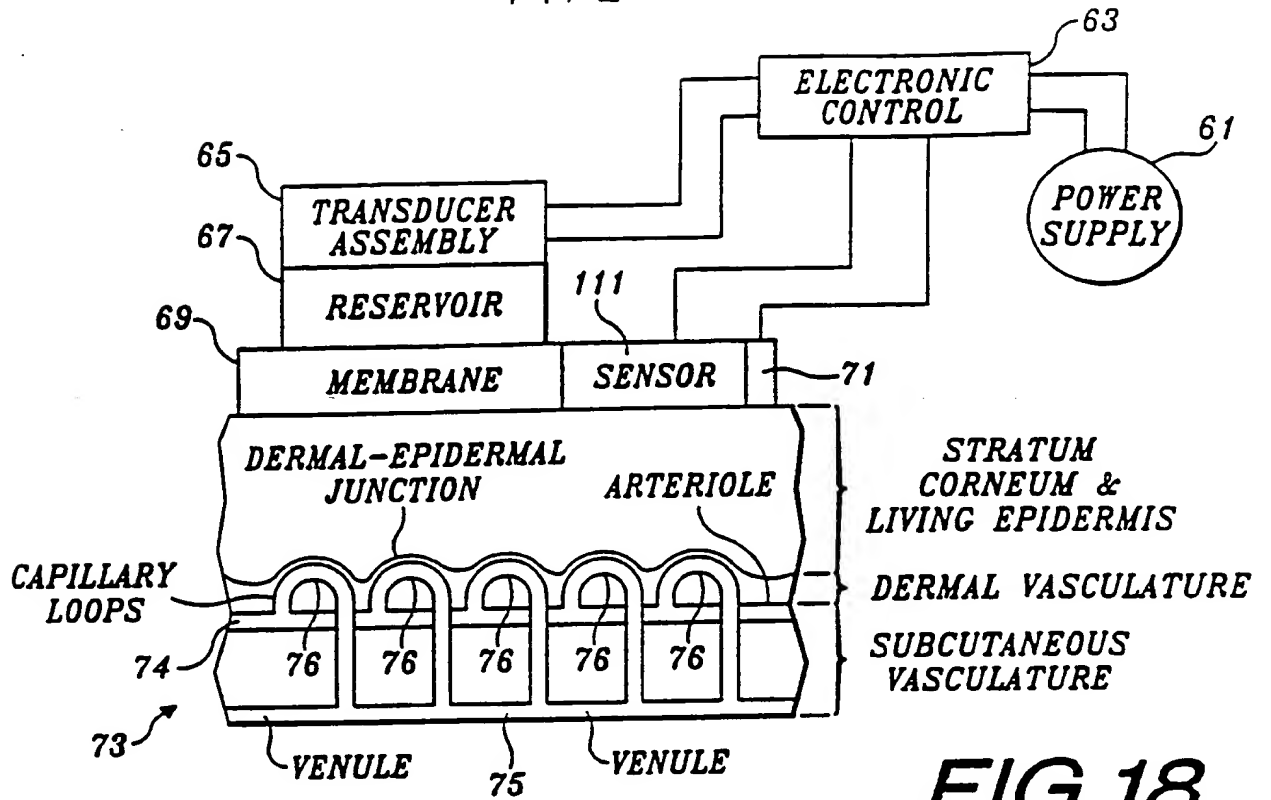 63
ELECTRONIC
CONTROL
61
POWER
SUPPLY
65
TRANSDUCER
ASSEMBLY
67
RESERVOIR
111
69
MEMBRANE
SENSOR
71
DERMAL-EPIDERMAL
JUNCTION
ARTERIOLE
STRATUM
CORNEUM &
LIVING EPIDERMIS
CAPILLARY
LOOPS
DERMAL VASCULATURE
74
76 76 76 76 76
SUBCUTANEOUS
VASCULATURE
73
VENULE
75
VENULE
FIG.18